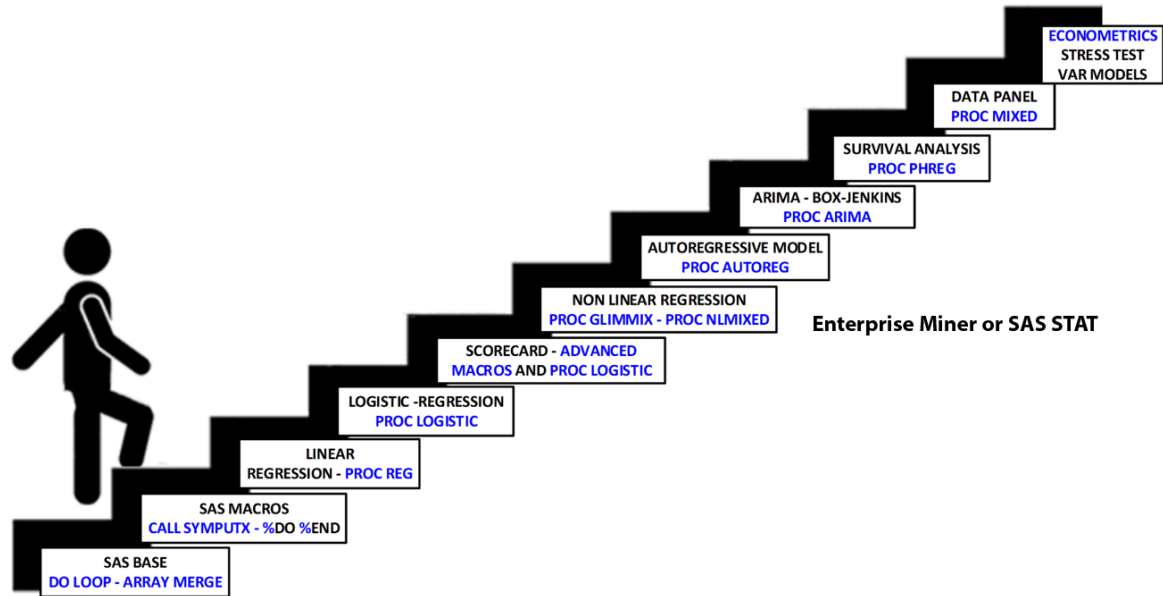 ECONOMETRICS
STRESS TEST
VAR MODELS
DATA PANEL
PROC MIXED
SURVIVAL ANALYSIS
PROC PHREG
ARIMA - BOX-JENKINS
PROC ARIMA
AUTOREGRESSIVE MODEL
PROC AUTOREG
NON LINEAR REGRESSION
PROC GLIMMIX - PROC NLMIXED
Enterprise Miner or SAS STAT
SCORECARD - ADVANCED
MACROS AND PROC LOGISTIC
LOGISTIC -REGRESSION
PROC LOGISTIC
LINEAR
REGRESSION - PROC REG
SAS MACROS
CALL SYMPUTX - %DO %END
SAS BASE
DO LOOP - ARRAY MERGE